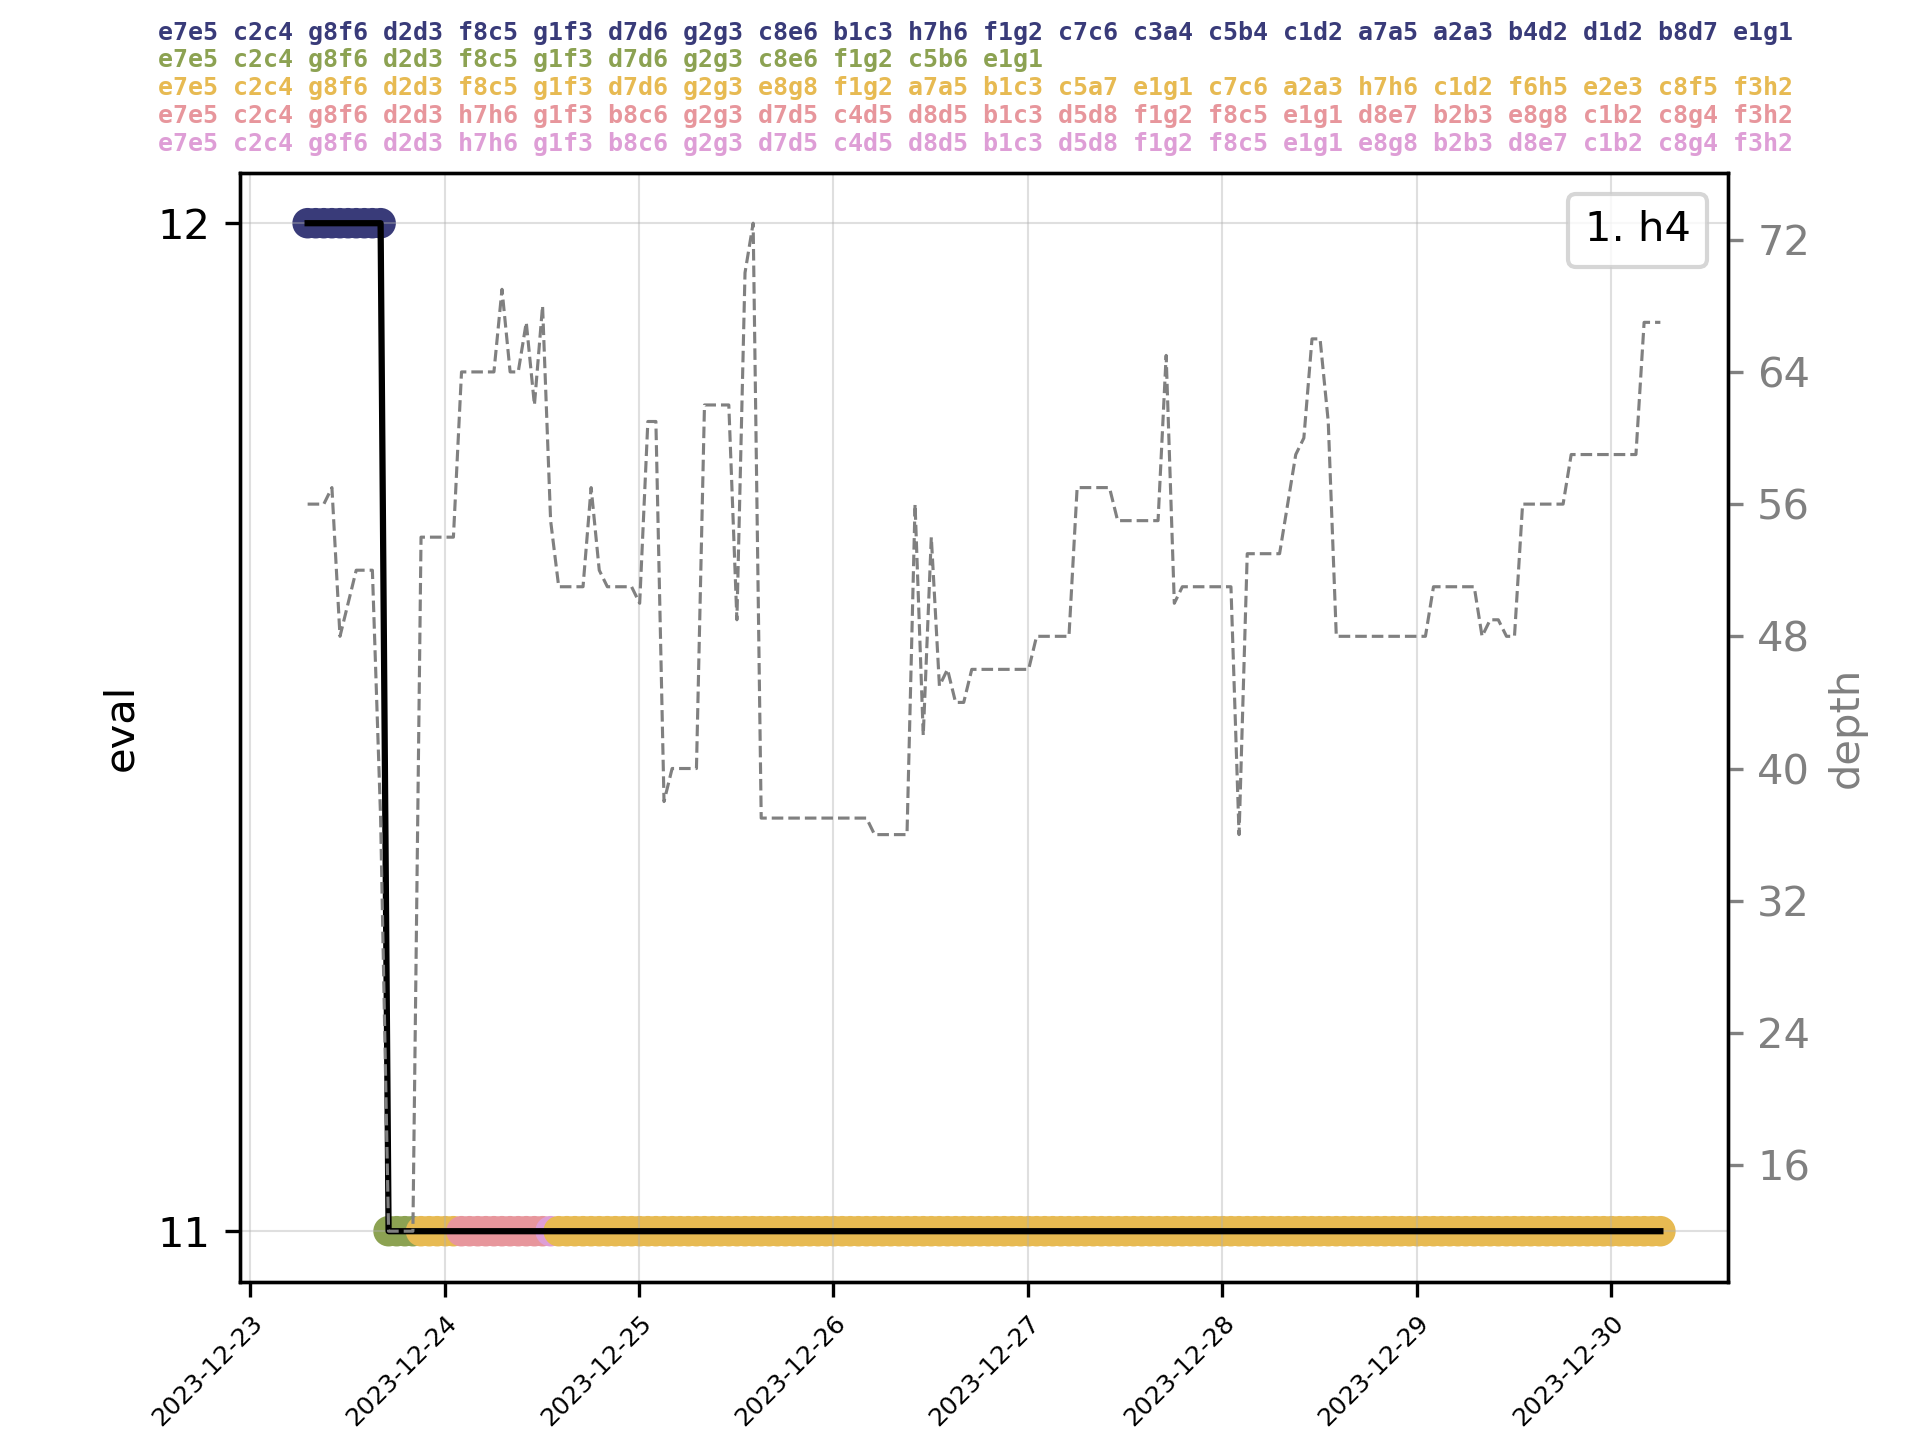 e7e5 c2c4 g8f6 d2d3 f8c5 g1f3 d7d6 g2g3 c8e6 b1c3 h7h6 f1g2 c7c6 c3a4 c5b4 c1d2 a7a5 a2a3 b4d2 d1d2 b8d7 e1g1
e7e5 c2c4 g8f6 d2d3 f8c5 g1f3 d7d6 g2g3 c8e6 f1g2 c5b6 e1g1
e7e5 c2c4 g8f6 d2d3 f8c5 g1f3 d7d6 g2g3 e8g8 f1g2 a7a5 b1c3 c5a7 e1g1 c7c6 a2a3 h7h6 c1d2 f6h5 e2e3 c8f5 f3h2
e7e5 c2c4 g8f6 d2d3 h7h6 g1f3 b8c6 g2g3 d7d5 c4d5 d8d5 b1c3 d5d8 f1g2 f8c5 e1g1 d8e7 b2b3 e8g8 c1b2 c8g4 f3h2
e7e5 c2c4 g8f6 d2d3 h7h6 g1f3 b8c6 g2g3 d7d5 c4d5 d8d5 b1c3 d5d8 f1g2 f8c5 e1g1 e8g8 b2b3 d8e7 c1b2 c8g4 f3h2
1. h4
12
11
eval
72
64
56
48
40
32
24
16
depth
2023-12-23
2023-12-24
2023-12-25
2023-12-26
2023-12-27
2023-12-28
2023-12-29
2023-12-30